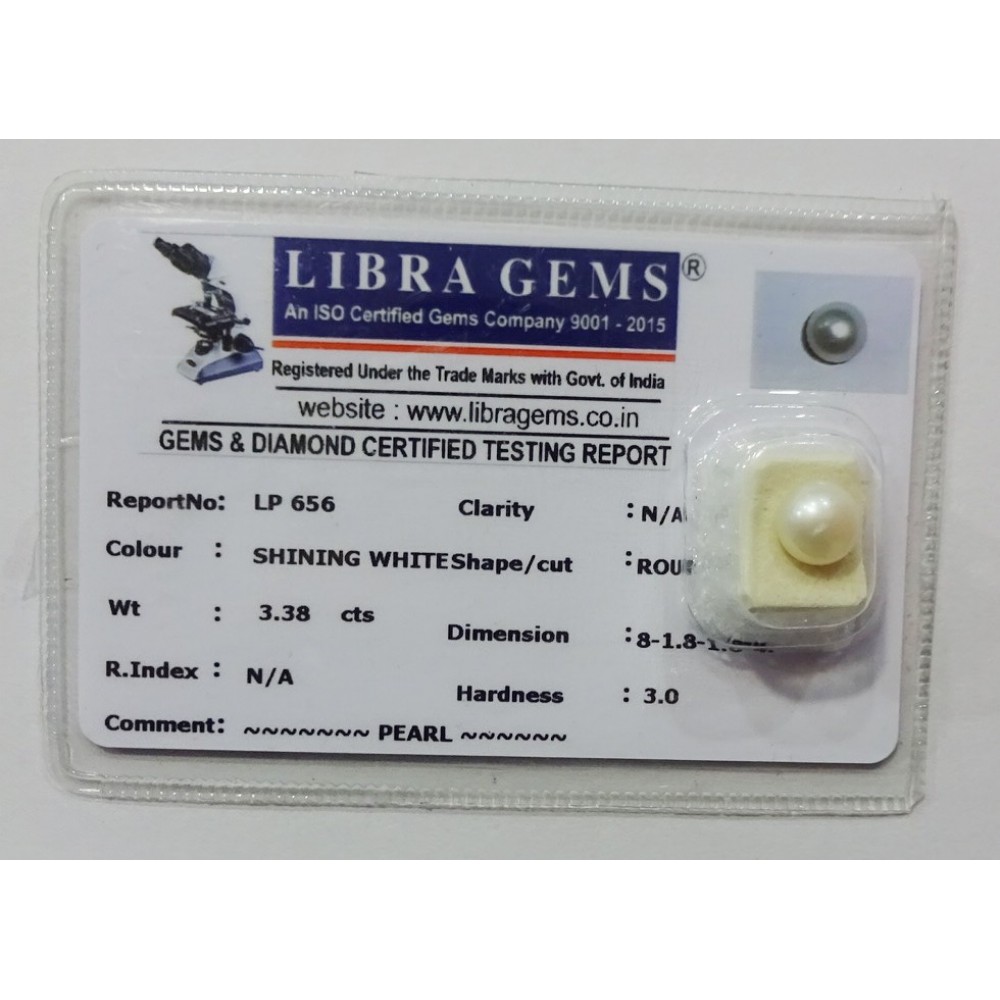 LIBRA GEMS ®
An ISO Certified Gems Company 9001 - 2015
Registered Under the Trade Marks with Govt. of India
website : www.libragems.co.in
GEMS & DIAMOND CERTIFIED TESTING REPORT
ReportNo: LP 656 Clarity : N/A
Colour : SHINING WHITE Shape/cut :
Wt : 3.38 cts Dimension :
R.Index : N/A Hardness : 3.0
Comment: ~~~~~~~ PEARL ~~~~~~